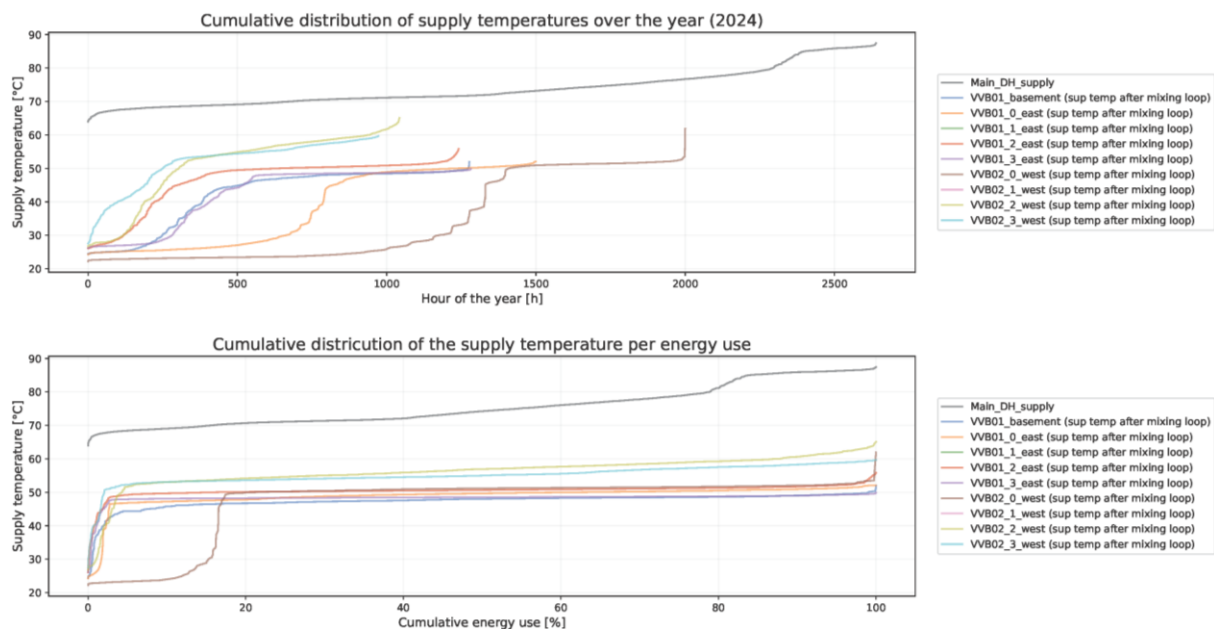 Cumulative distribution of supply temperatures over the year (2024)
90
80
70
60
50
40
30
20
Supply temperature [°C]
0
500
1000
1500
2000
2500
Hour of the year [h]
Main_DH_supply
VVB01_basement (sup temp after mixing loop)
VVB01_0_east (sup temp after mixing loop)
VVB01_1_east (sup temp after mixing loop)
VVB01_2_east (sup temp after mixing loop)
VVB01_3_east (sup temp after mixing loop)
VVB02_0_west (sup temp after mixing loop)
VVB02_1_west (sup temp after mixing loop)
VVB02_2_west (sup temp after mixing loop)
VVB02_3_west (sup temp after mixing loop)
Cumulative districution of the supply temperature per energy use
90
80
70
60
50
40
30
20
Supply temperature [°C]
0
20
40
60
80
100
Cumulative energy use [%]
Main_DH_supply
VVB01_basement (sup temp after mixing loop)
VVB01_0_east (sup temp after mixing loop)
VVB01_1_east (sup temp after mixing loop)
VVB01_2_east (sup temp after mixing loop)
VVB01_3_east (sup temp after mixing loop)
VVB02_0_west (sup temp after mixing loop)
VVB02_1_west (sup temp after mixing loop)
VVB02_2_west (sup temp after mixing loop)
VVB02_3_west (sup temp after mixing loop)